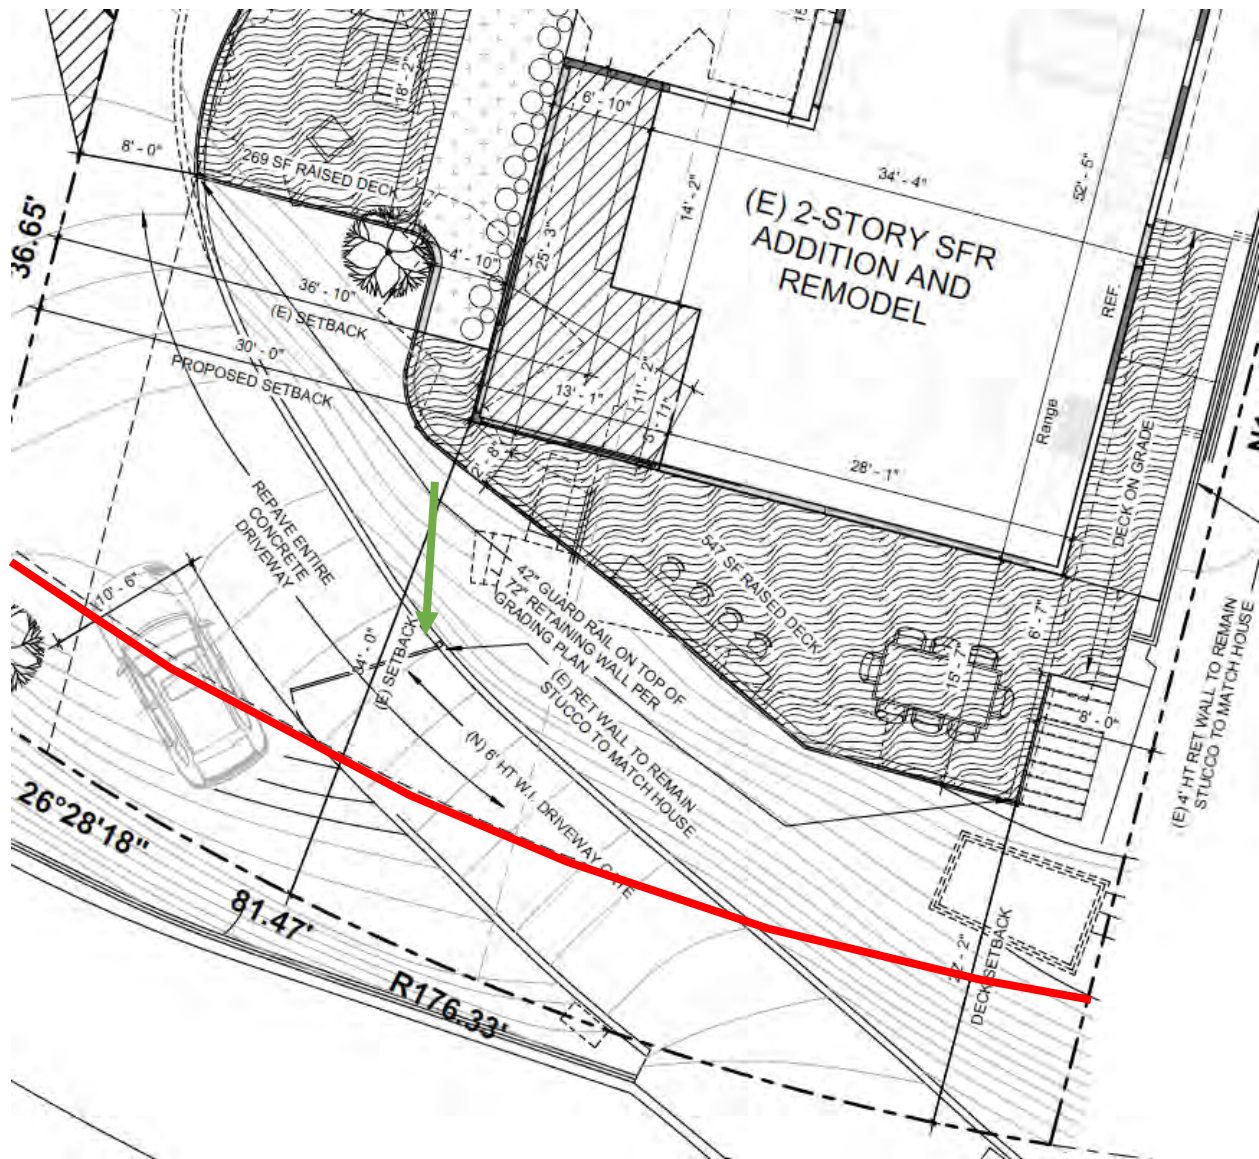 18'-2"
15
8' - 0"
269 SF RAISED DECK
6' - 10"
34' - 4"
52' - 5"
14' - 2"
(E) 2-STORY SFR
ADDITION AND
REMODEL
36.65'
4' - 10"
25' - 3"
36' - 10"
(E) SETBACK
30' - 0"
PROPOSED SETBACK
REF.
Range
13' - 1"
11' - 2"
5' - 11"
2' - 8"
28' - 1"
DECK ON GRADE
REPAVE ENTIRE
CONCRETE
DRIVEWAY
10' - 6"
42" GUARD RAIL ON TOP OF
72" RETAINING WALL PER
GRADING PLAN
547 SF RAISED DECK
6' - 7"
15' - 7"
8' - 0"
(E) 4' HT RET WALL TO REMAIN
STUCCO TO MATCH HOUSE
(E) SETBACK
(E) RET WALL TO REMAIN
STUCCO TO MATCH HOUSE
(N) 6' HT W.I. DRIVEWAY GATE
26°28'18"
81.47'
R176.33'
DECK SETBACK